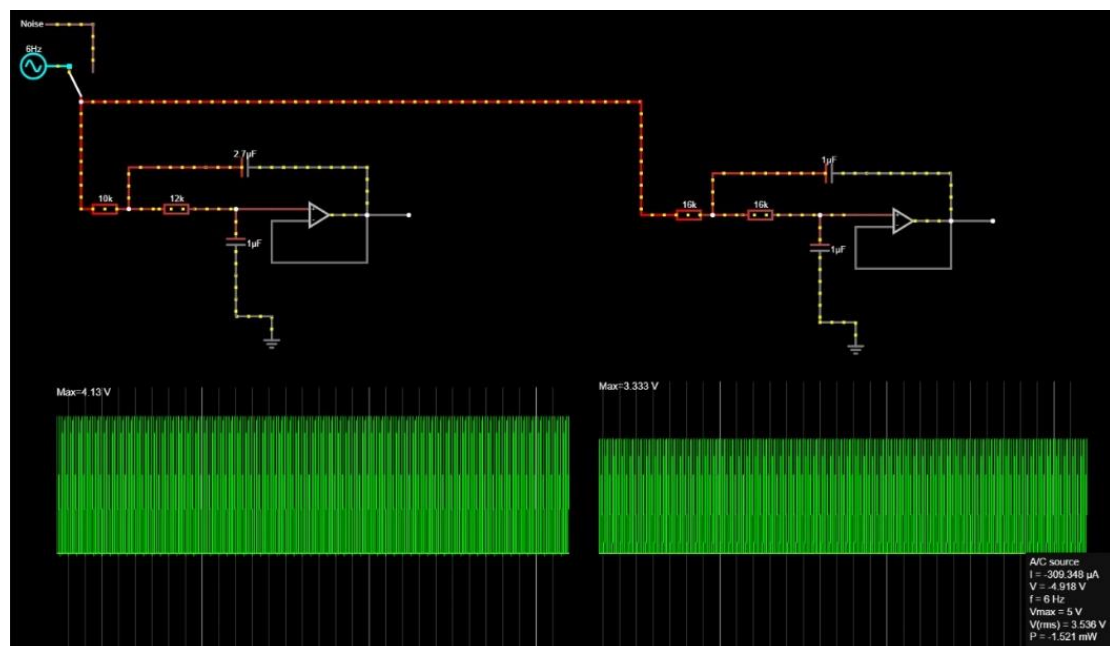 Noise
6Hz
2.7µF
10k
12k
1µF
1µF
16k
16k
1µF
Max=4.13 V
Max=3.333 V
A/C source
I = -309.348 µA
V = -4.918 V
f = 6 Hz
Vmax = 5 V
V(rms) = 3.536 V
P = -1.521 mW